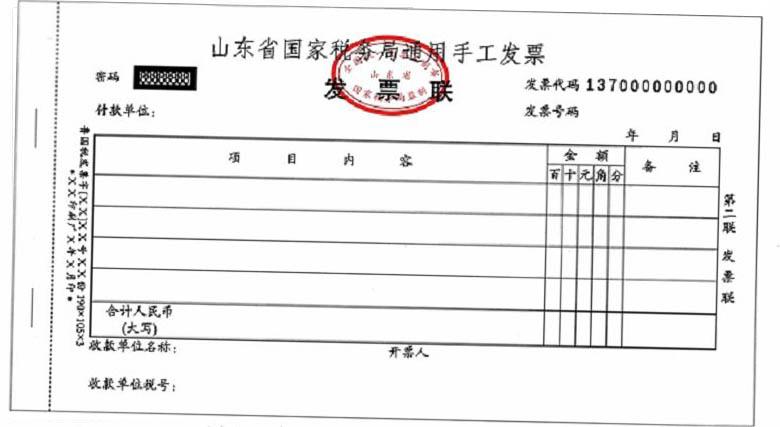 山东省国家税务局通用手工发票
密码
发票联
发票代码 137000000000
付款单位：
发票号码
年 月 日
项目内容
金额
备注
百十元角分
合计人民币
(大写)
收款单位名称：
开票人
收款单位税号：
第二联 发票联
山东省